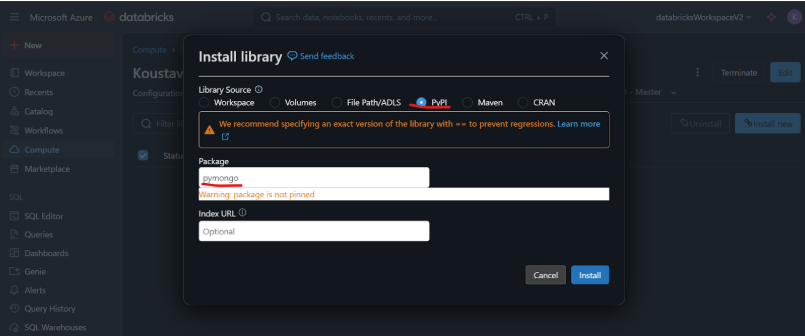 Microsoft Azure databricks Search data, notebooks, recents, and more... CTRL + P databricksWorkspaceV2 K
New
Workspace
Recents
Catalog
Workflows
Compute
Marketplace
SQL
SQL Editor
Queries
Dashboards
Genie
Alerts
Query History
SQL Warehouses
Compute
Koustav
Configuration
Filter
Statu
- Master
Terminate
Edit
Uninstall
Install new
Install library Send feedback
Library Source
Workspace Volumes File Path/ADLS PyPI Maven CRAN
We recommend specifying an exact version of the library with == to prevent regressions. Learn more
Package
pymongo
Warning: package is not pinned
Index URL
Optional
Cancel Install